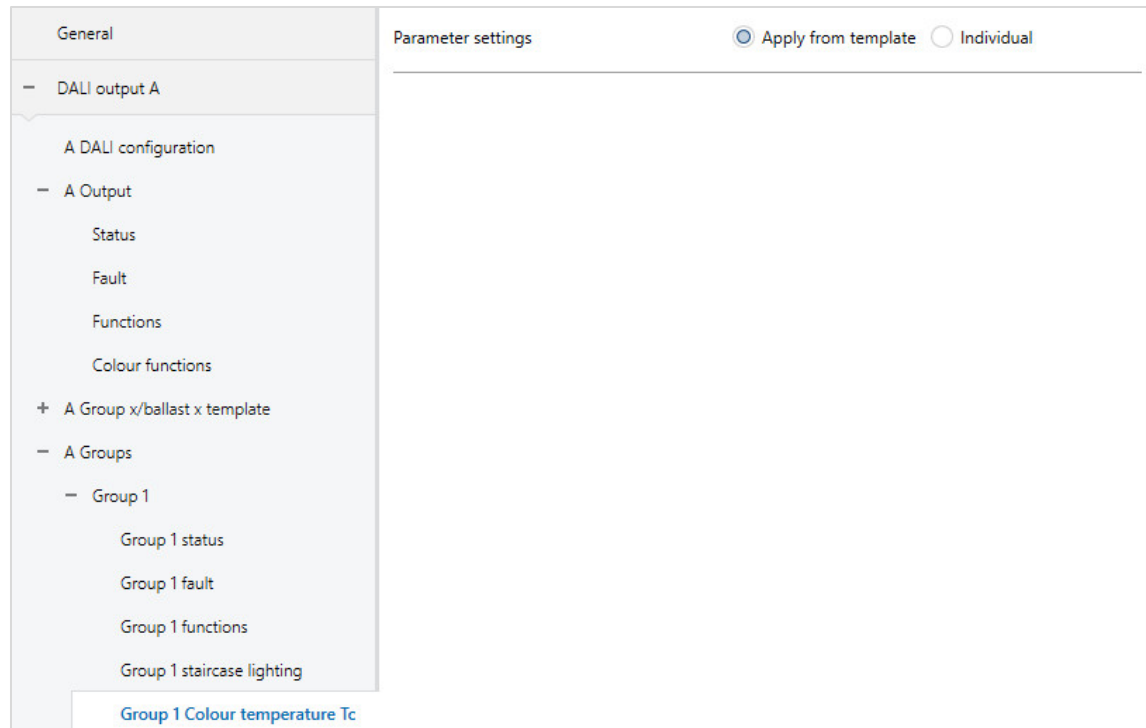 General
Parameter settings Apply from template Individual
DALI output A
A DALI configuration
A Output
Status
Fault
Functions
Colour functions
A Group x/ballast x template
A Groups
Group 1
Group 1 status
Group 1 fault
Group 1 functions
Group 1 staircase lighting
Group 1 Colour temperature Tc